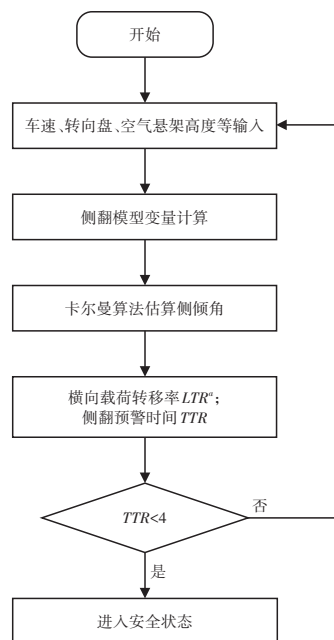 开始
车速、转向盘、空气悬架高度等输入
侧翻模型变量计算
卡尔曼算法估算侧倾角
横向载荷转移率LTRᵃ；
侧翻预警时间TTR
TTR<4
否
是
进入安全状态